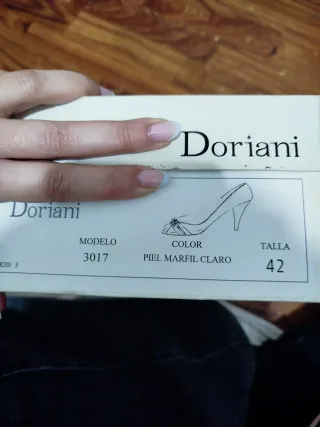 Doriani
Doriani
MODELO COLOR TALLA
3017 PIEL MARFIL CLARO 42